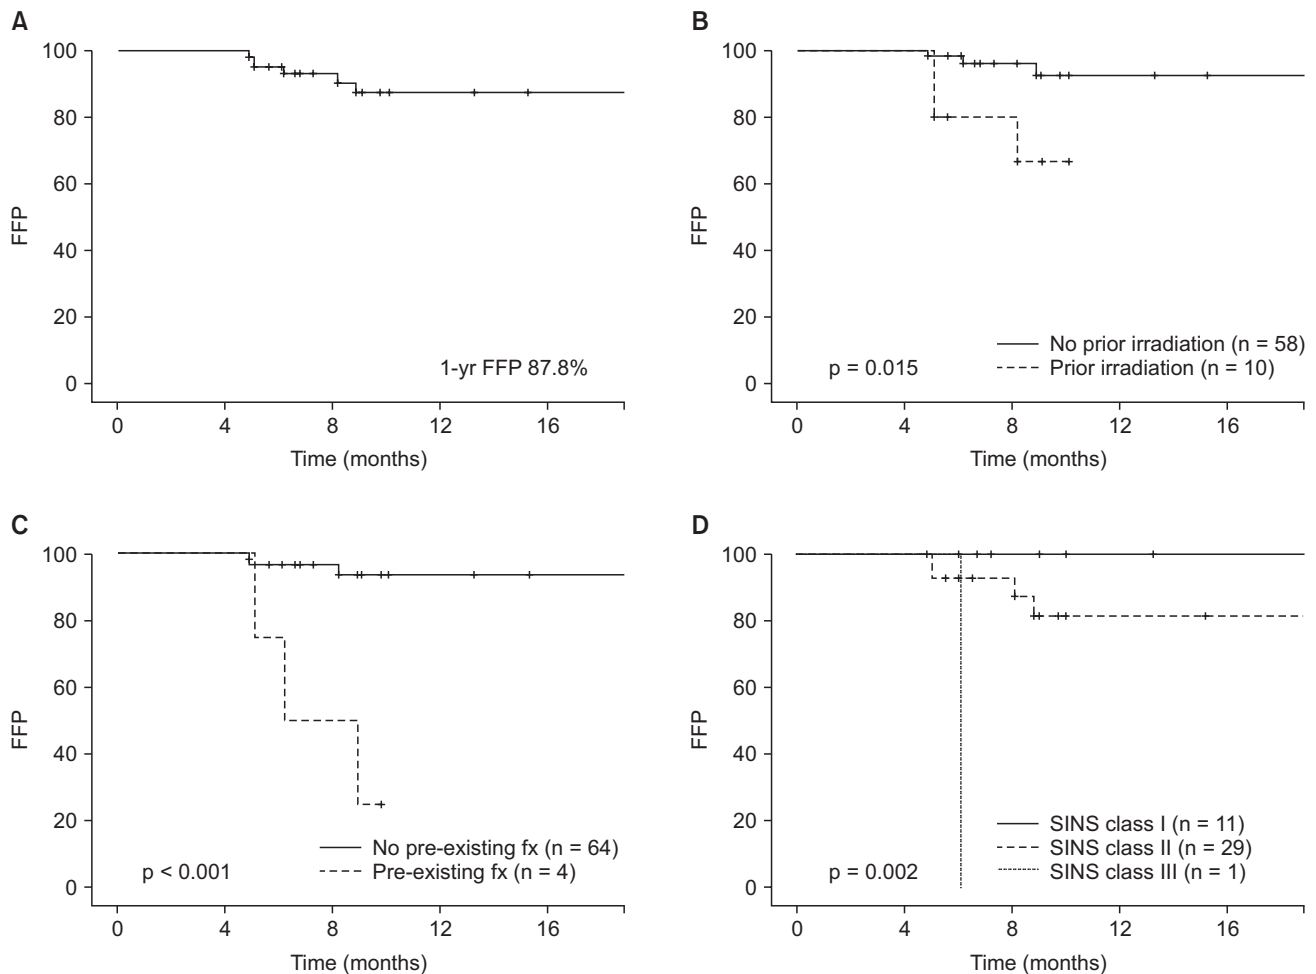 A
100
80
60
40
20
0
FFP
1-yr FFP 87.8%
0 4 8 12 16
Time (months)
B
100
80
60
40
20
0
FFP
No prior irradiation (n = 58)
Prior irradiation (n = 10)
p = 0.015
0 4 8 12 16
Time (months)
C
100
80
60
40
20
0
FFP
No pre-existing fx (n = 64)
Pre-existing fx (n = 4)
p < 0.001
0 4 8 12 16
Time (months)
D
100
80
60
40
20
0
FFP
SINS class I (n = 11)
SINS class II (n = 29)
SINS class III (n = 1)
p = 0.002
0 4 8 12 16
Time (months)